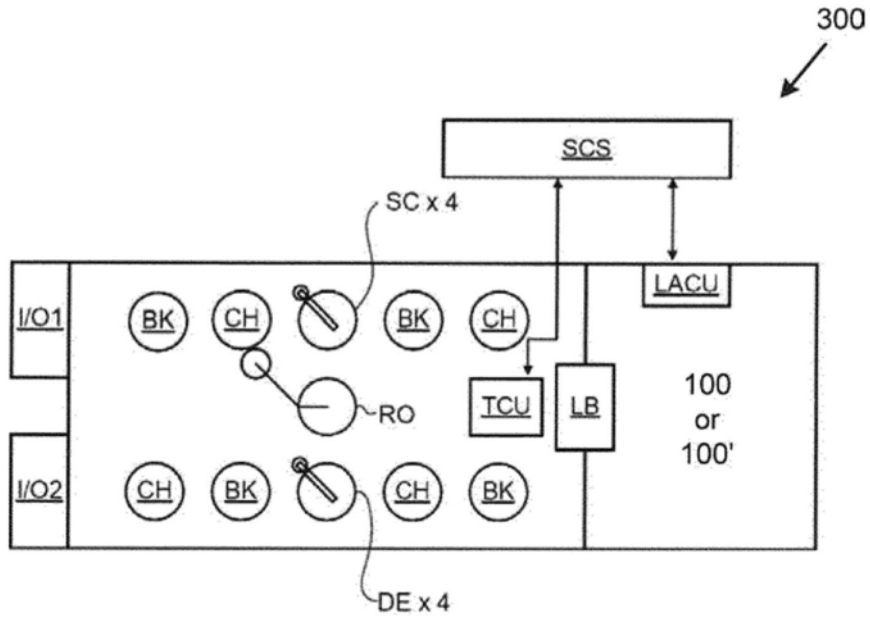 300
SCS
SC x 4
I/O1
BK
CH
BK
CH
LACU
RO
TCU
LB
100
or
100'
I/O2
CH
BK
CH
BK
DE x 4